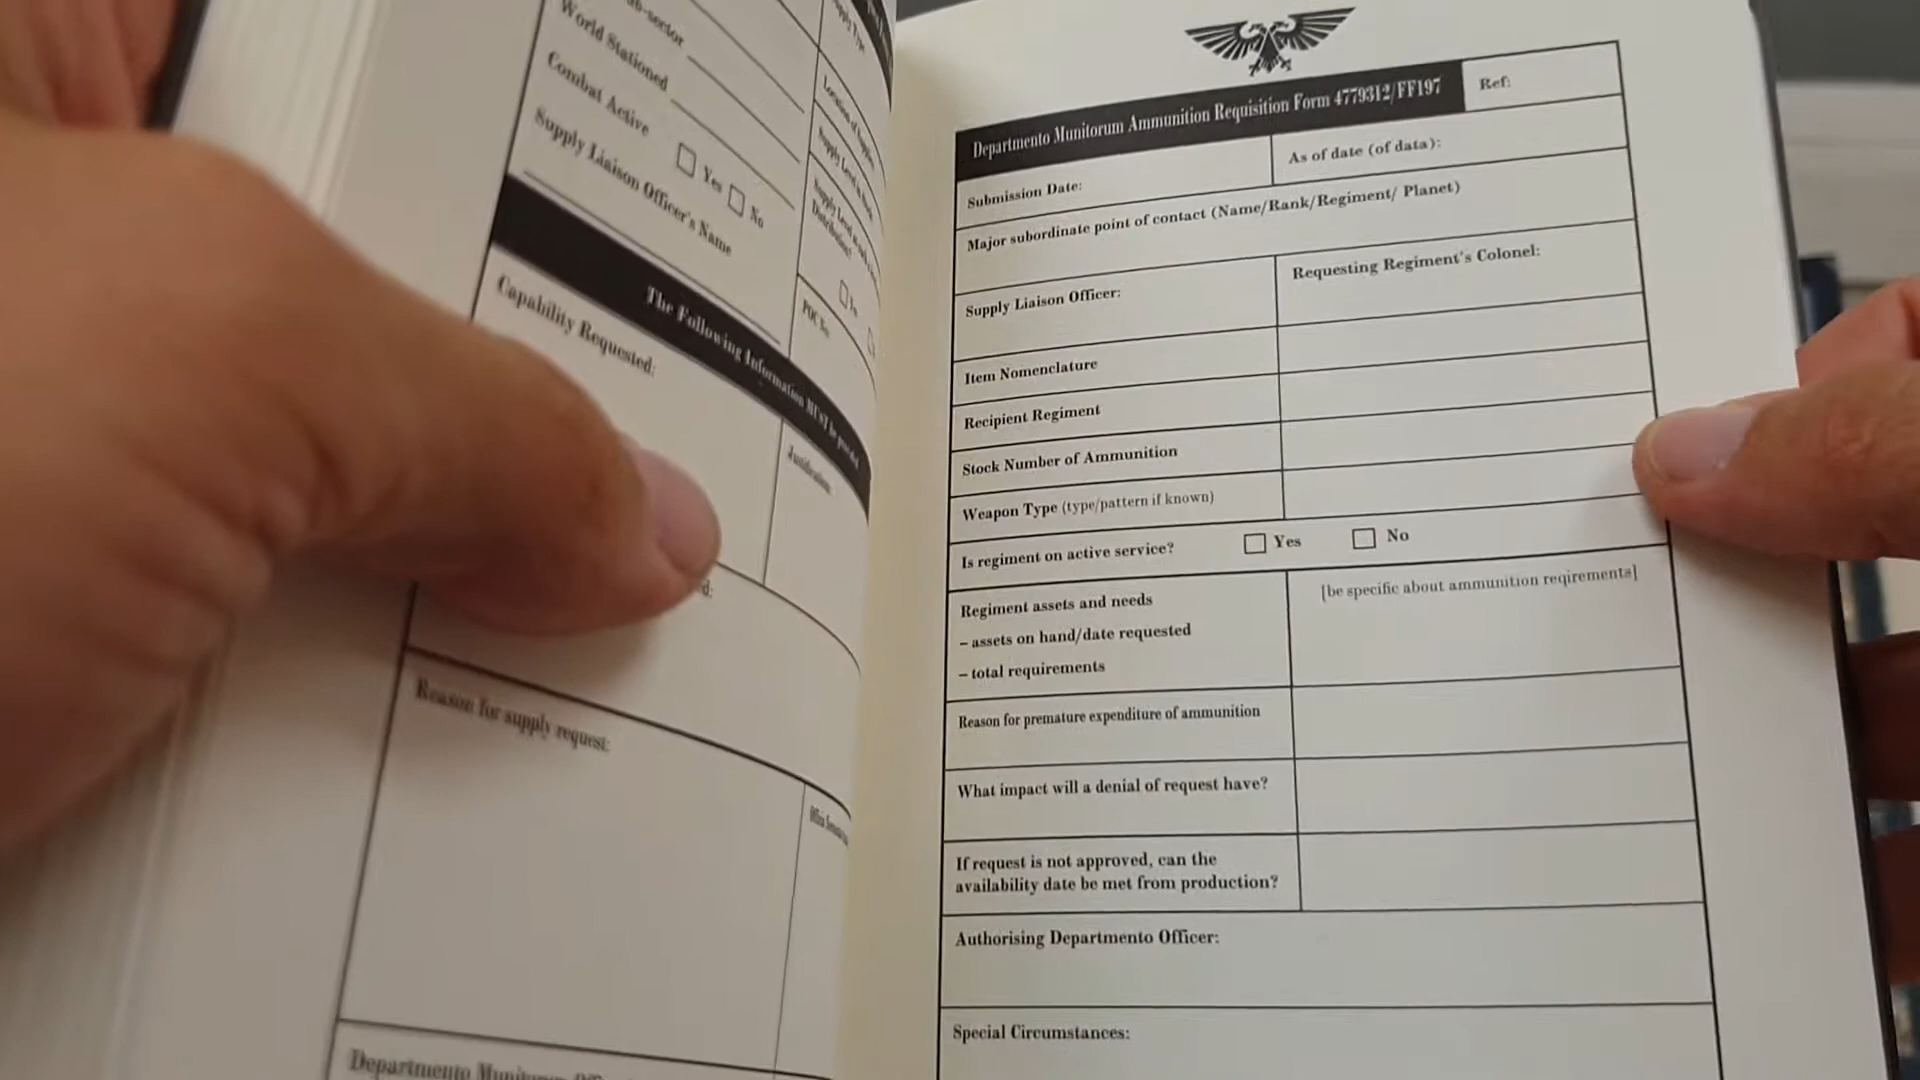 World Stationed
Combat Active
Yes
No
Supply Liaison Officer's Name
The Following Information MUST be
Capability Requested:
Justification:
Reason for supply request:
Departmento
Departmento Munitorum Ammunition Requisition Form 4779312/FF197
Ref:
Submission Date:
As of date (of data):
Major subordinate point of contact (Name/Rank/Regiment/ Planet)
Supply Liaison Officer:
Requesting Regiment's Colonel:
Item Nomenclature
Recipient Regiment
Stock Number of Ammunition
Weapon Type (type/pattern if known)
Is regiment on active service?
Yes
No
Regiment assets and needs
– assets on hand/date requested
– total requirements
[be specific about ammunition reqirements]
Reason for premature expenditure of ammunition
What impact will a denial of request have?
If request is not approved, can the
availability date be met from production?
Authorising Departmento Officer:
Special Circumstances: